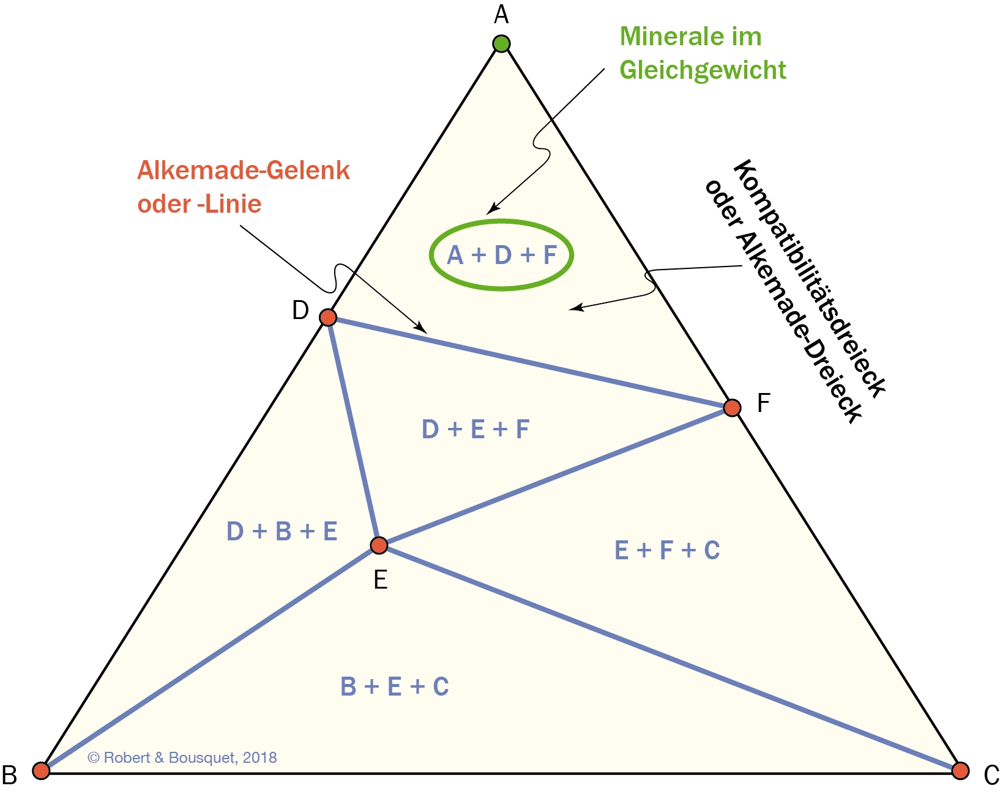 A
Minerale im
Gleichgewicht
Alkemade-Gelenk
oder -Linie
Kompatibilitätsdreieck
oder Alkemade-Dreieck
A + D + F
D
F
D + E + F
D + B + E
E + F + C
E
B + E + C
© Robert & Bousquet, 2018
B
C